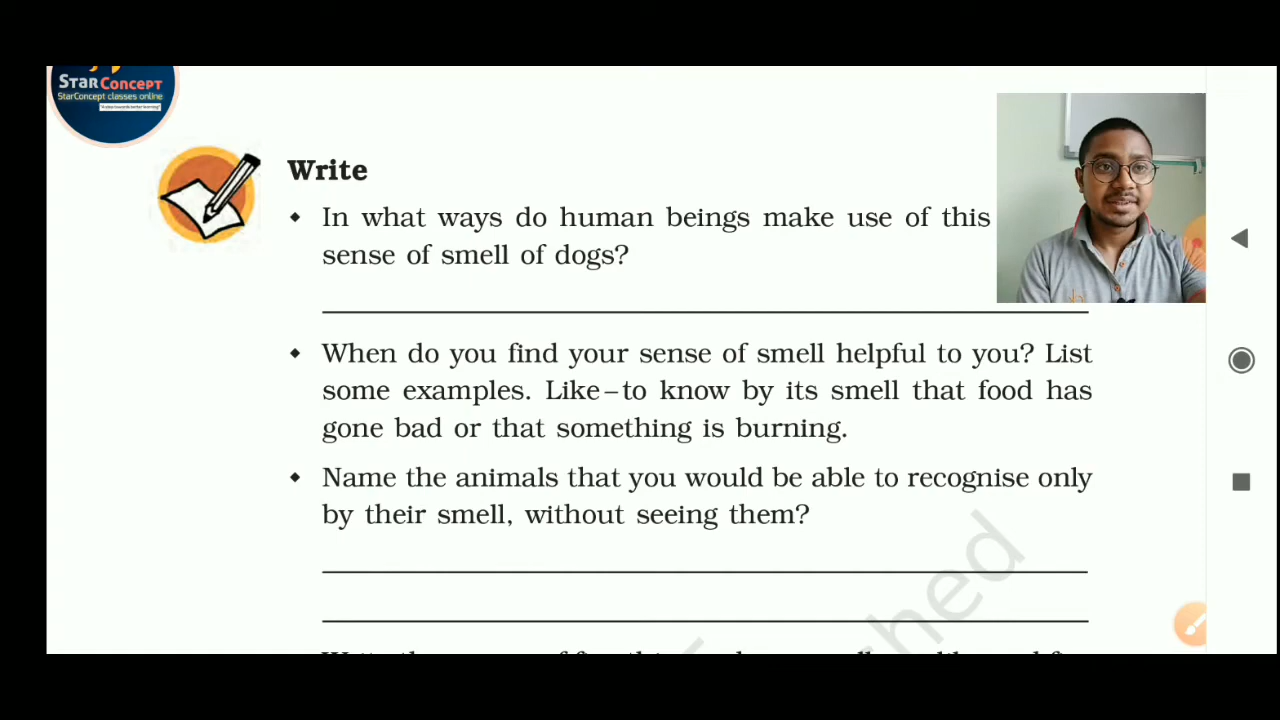 STAR CONCEPT
StarConcept classes online
Write
In what ways do human beings make use of this
sense of smell of dogs?
When do you find your sense of smell helpful to you? List
some examples. Like – to know by its smell that food has
gone bad or that something is burning.
Name the animals that you would be able to recognise only
by their smell, without seeing them?